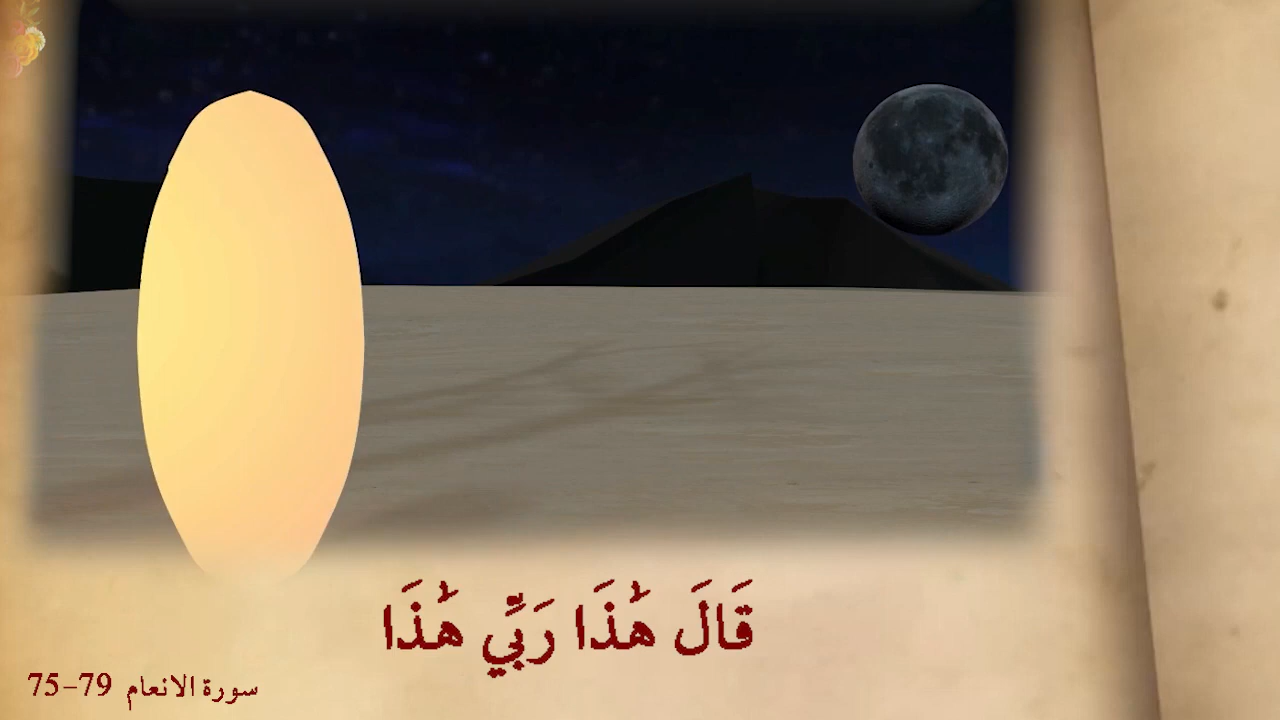 قَالَ هَٰذَا رَبِّي هَٰذَا
سورة الانعام 79-75